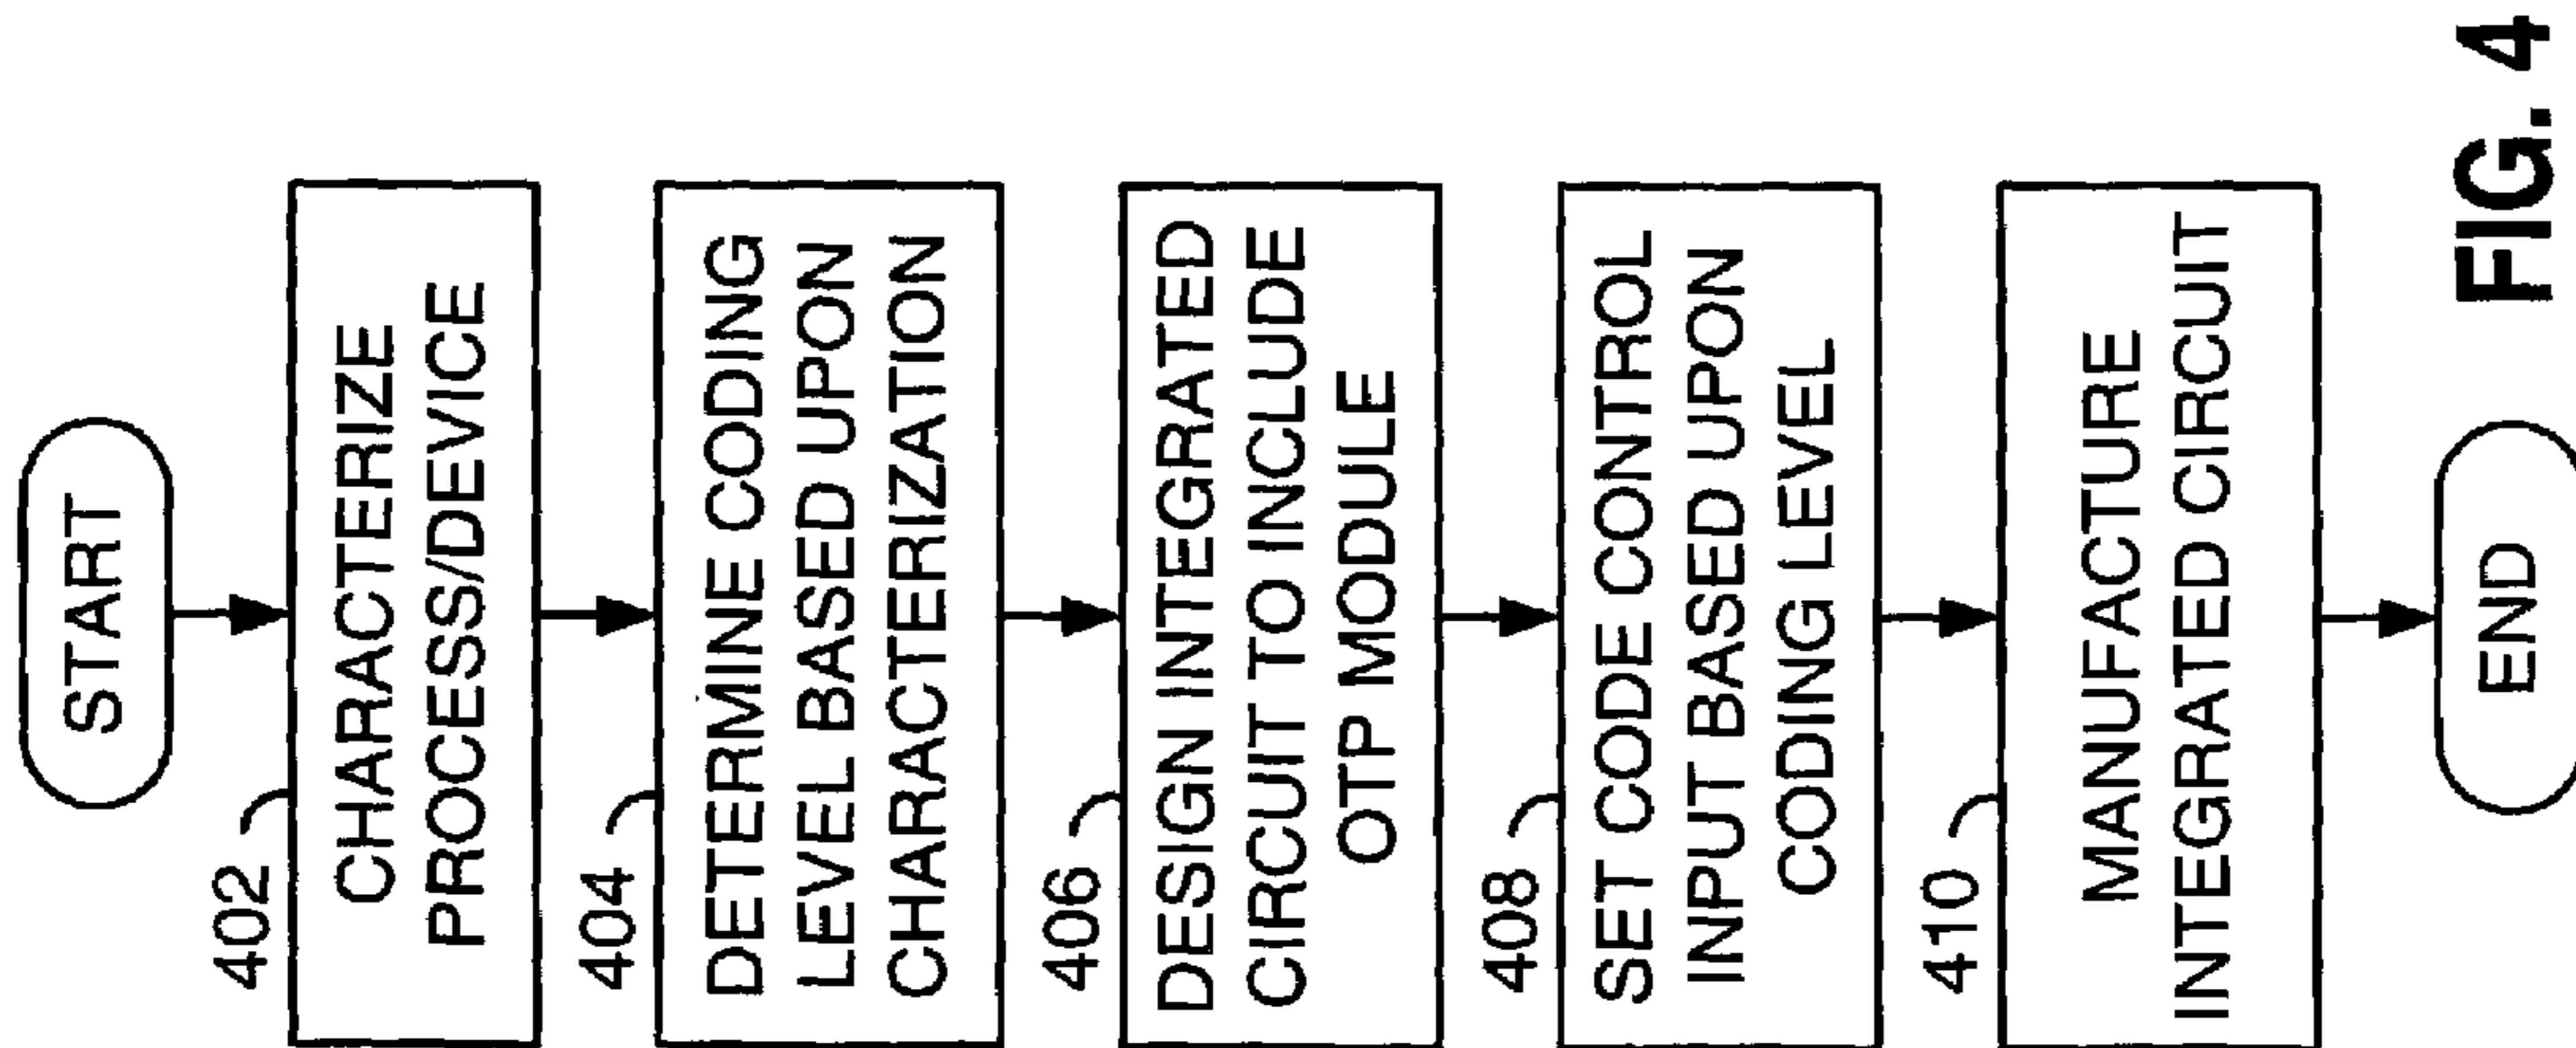 START
402
CHARACTERIZE
PROCESS/DEVICE
404
DETERMINE CODING
LEVEL BASED UPON
CHARACTERIZATION
406
DESIGN INTEGRATED
CIRCUIT TO INCLUDE
OTP MODULE
408
SET CODE CONTROL
INPUT BASED UPON
CODING LEVEL
410
MANUFACTURE
INTEGRATED CIRCUIT
END
FIG. 4